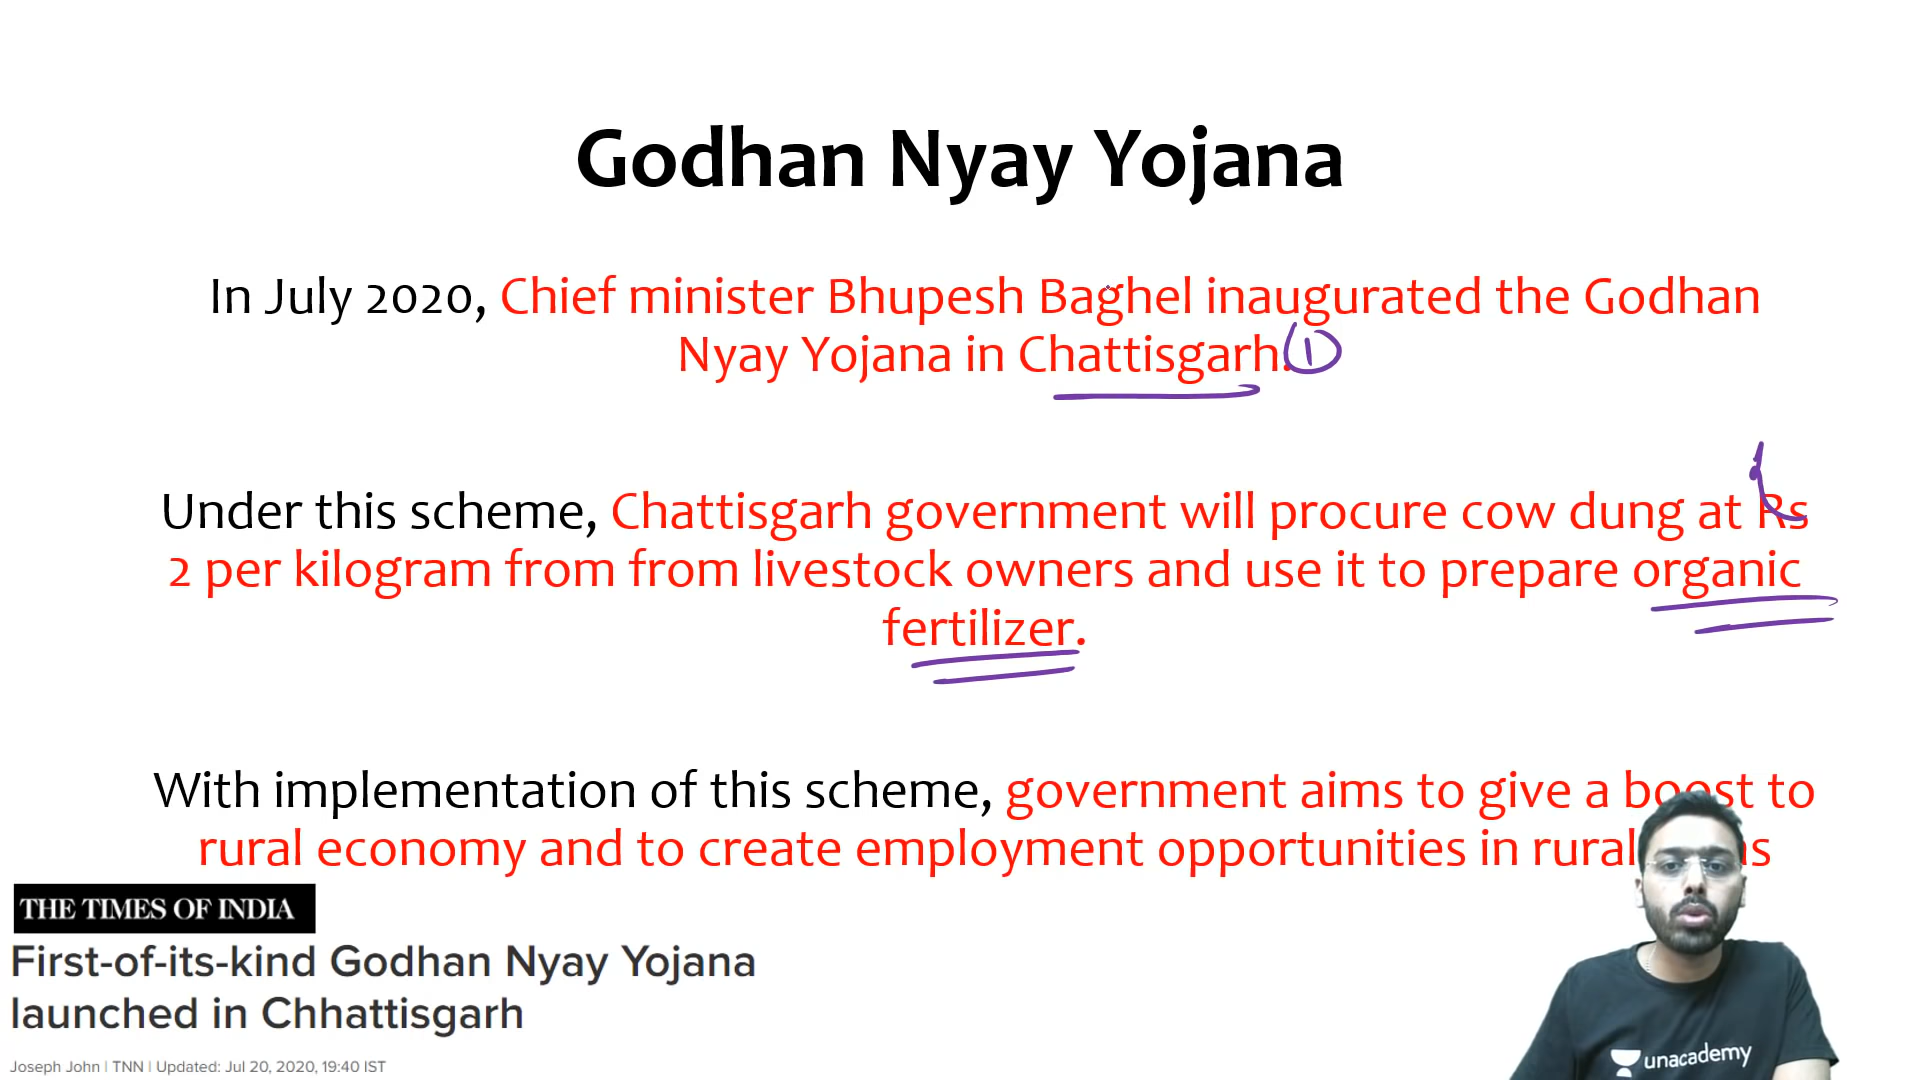 Godhan Nyay Yojana
In July 2020, Chief minister Bhupesh Baghel inaugurated the Godhan
Nyay Yojana in Chattisgarh. 1
Under this scheme, Chattisgarh government will procure cow dung at Rs
2 per kilogram from from livestock owners and use it to prepare organic
fertilizer.
With implementation of this scheme, government aims to give a boost to
rural economy and to create employment opportunities in rural
THE TIMES OF INDIA
First-of-its-kind Godhan Nyay Yojana
launched in Chhattisgarh
Joseph John | TNN | Updated: Jul 20, 2020, 19:40 IST
unacademy